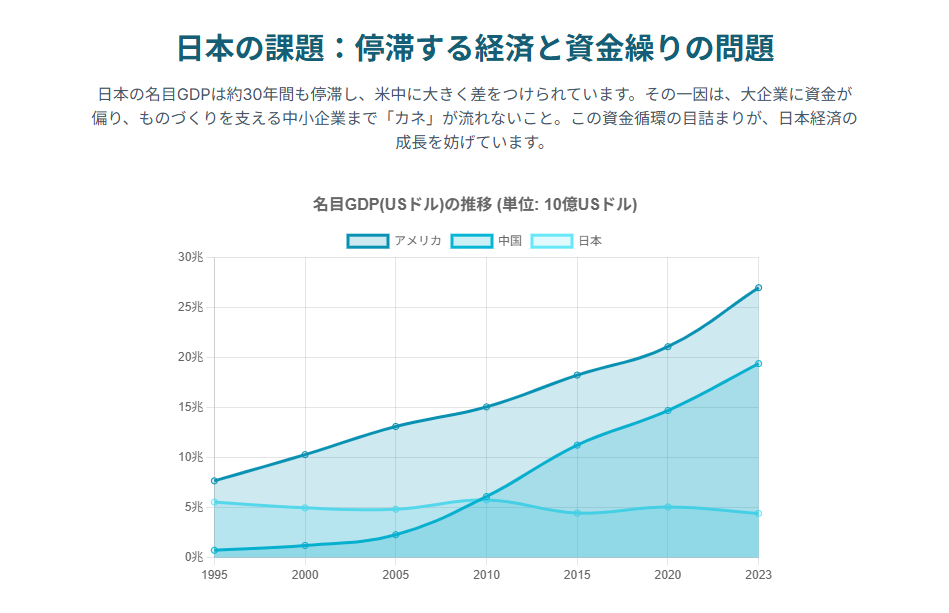 日本の課題：停滞する経済と資金繰りの問題
日本の名目GDPは約30年間も停滞し、米中に大きく差をつけられています。その一因は、大企業に資金が
偏り、ものづくりを支える中小企業まで「カネ」が流れないこと。この資金循環の目詰まりが、日本経済の
成長を妨げています。
名目GDP(USドル)の推移 (単位: 10億USドル)
アメリカ 中国 日本
30兆
25兆
20兆
15兆
10兆
5兆
0兆
1995 2000 2005 2010 2015 2020 2023